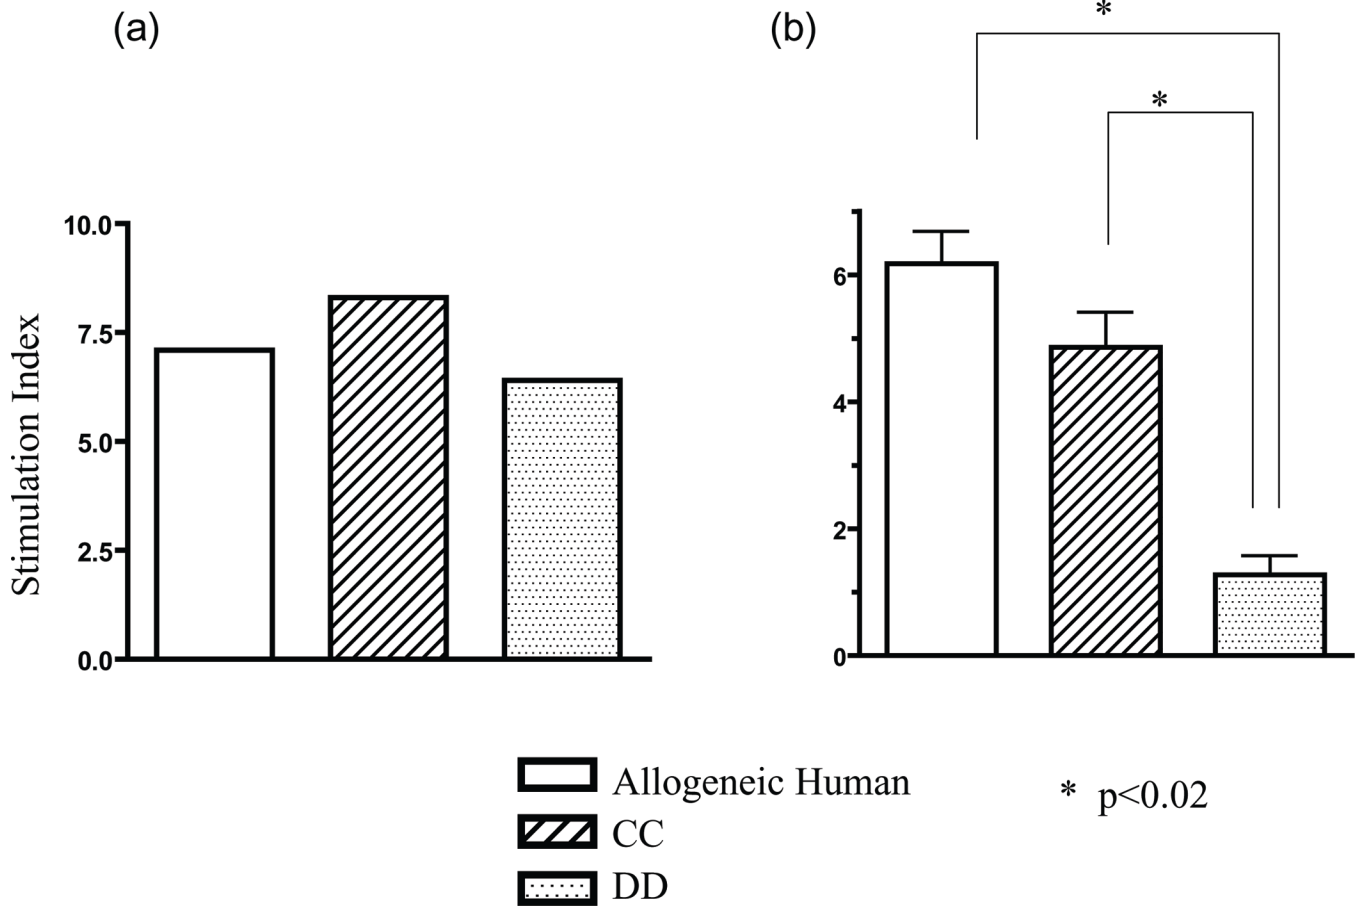 (a)
(b)
*
*
Stimulation Index
10.0
7.5
5.0
2.5
0.0
6
4
2
0
Allogeneic Human
CC
DD
* p<0.02